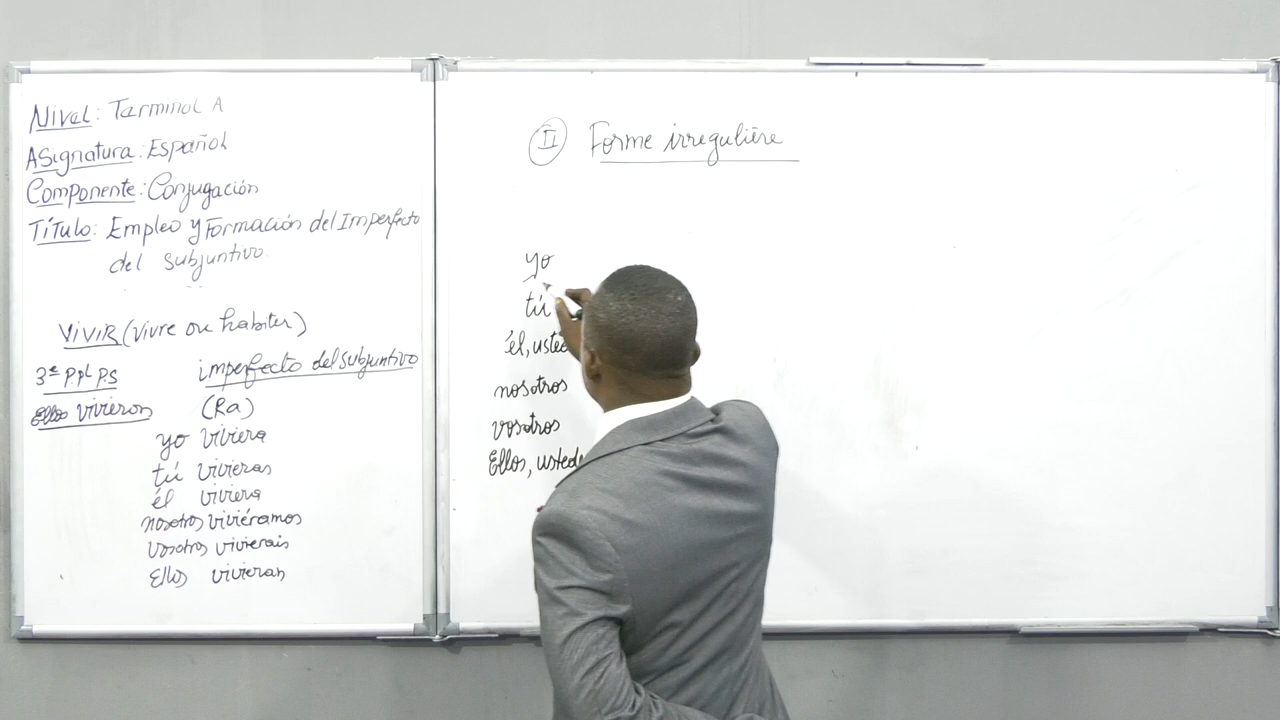 Nivel: Terminal A
Asignatura: Español
Componente: Conjugación
Título: Empleo y Formación del Imperfecto
del subjuntivo
VIVIR (vivre ou habiter)
3e P.Pl P.S
imperfecto del subjuntivo
Ellos vivieron
(Ra)
yo viviera
tú vivieras
él viviera
nosotros viviéramos
vosotros vivierais
Ellos vivieran
II Forme irregulière
yo
tú
él, uste
nosotros
vosotros
Ellos, usted